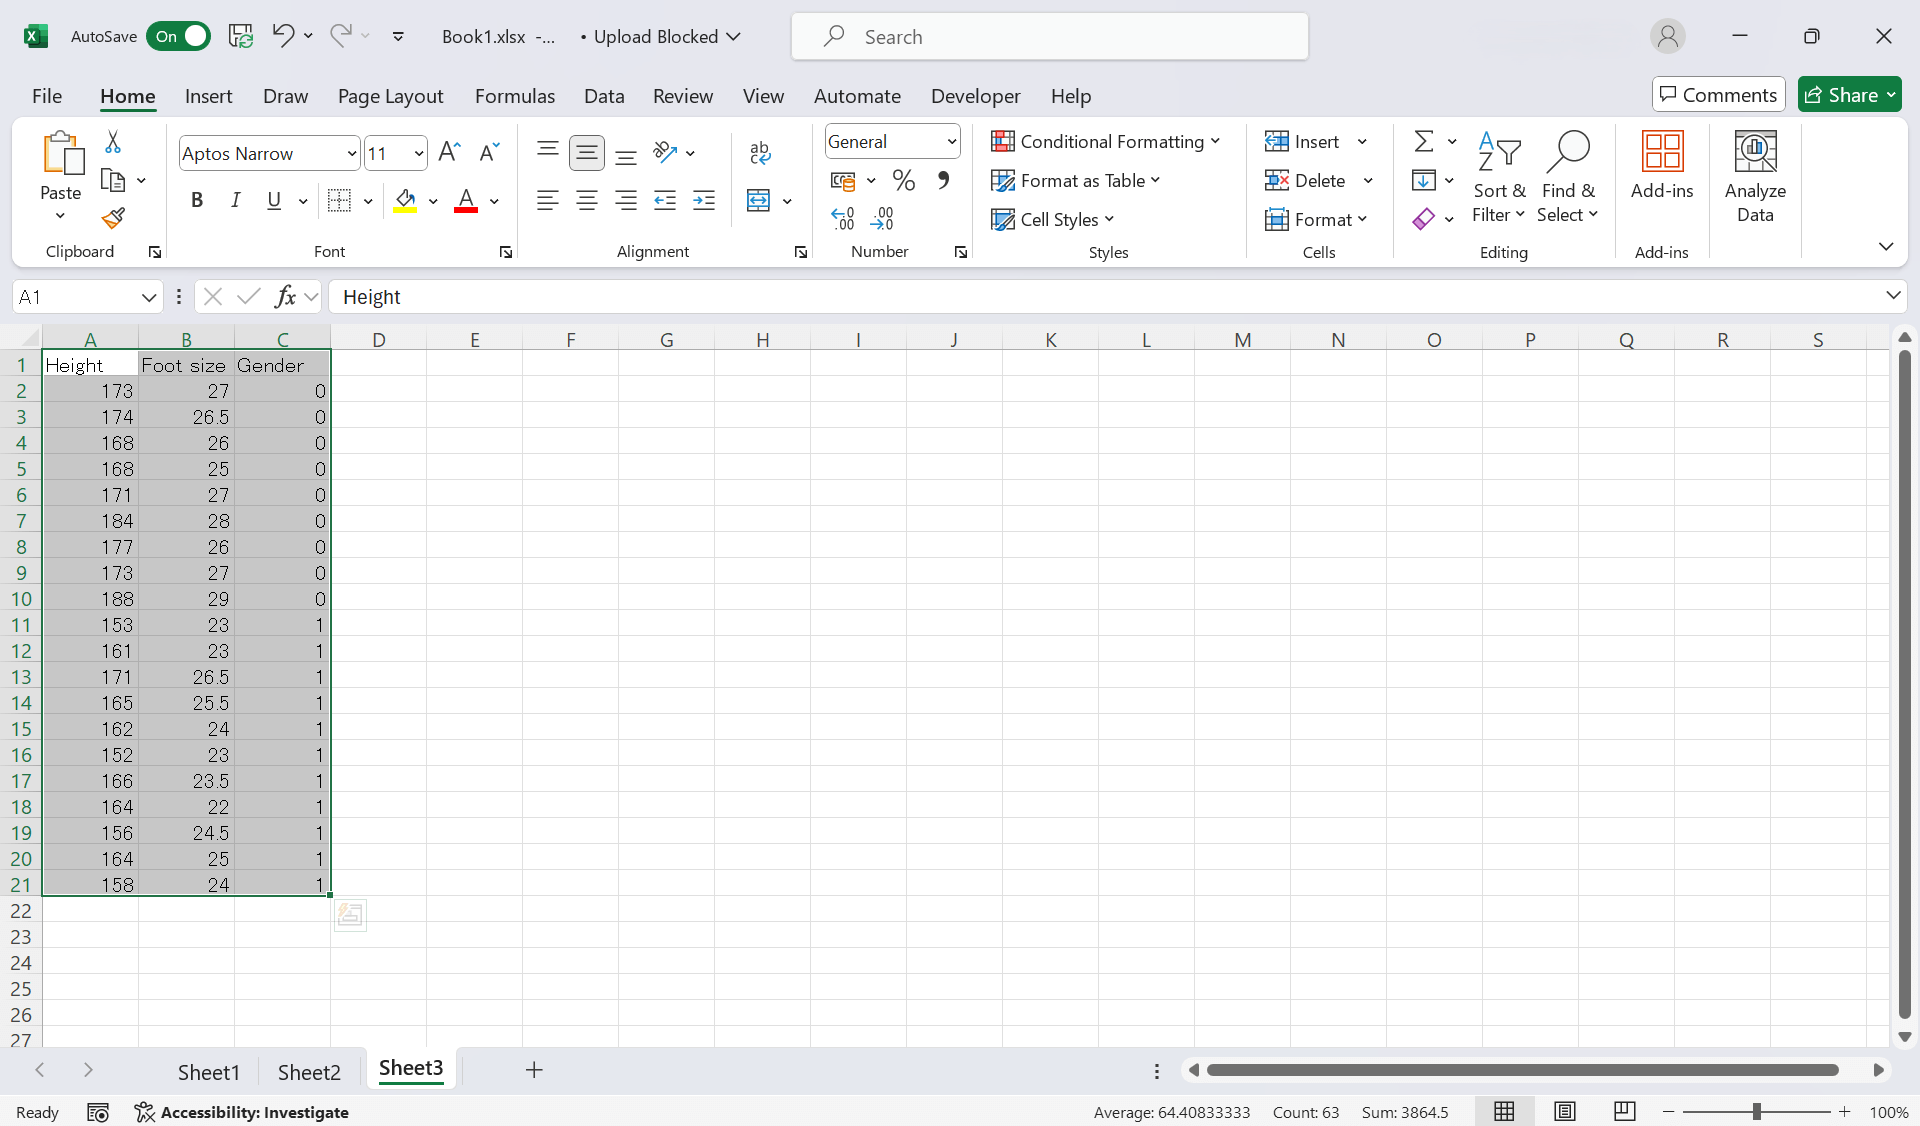 AutoSave On Book1.xlsx -... • Upload Blocked Search
File Home Insert Draw Page Layout Formulas Data Review View Automate Developer Help Comments Share
Paste
Clipboard
Aptos Narrow 11 A A
B I U A
Font
ab
Alignment
General
% ,
.0 .00 .00 .0
Number
Conditional Formatting
Format as Table
Cell Styles
Styles
Insert
Delete
Format
Cells
Sort & Filter
Find & Select
Editing
Add-ins
Add-ins
Analyze Data
A1 fx Height
A B C D E F G H I J K L M N O P Q R S
1 Height Foot size Gender
2 173 27 0
3 174 26.5 0
4 168 26 0
5 168 25 0
6 171 27 0
7 184 28 0
8 177 26 0
9 173 27 0
10 188 29 0
11 153 23 1
12 161 23 1
13 171 26.5 1
14 165 25.5 1
15 162 24 1
16 152 23 1
17 166 23.5 1
18 164 22 1
19 156 24.5 1
20 164 25 1
21 158 24 1
22
23
24
25
26
27
Sheet1 Sheet2 Sheet3
Ready Accessibility: Investigate Average: 64.40833333 Count: 63 Sum: 3864.5 100%